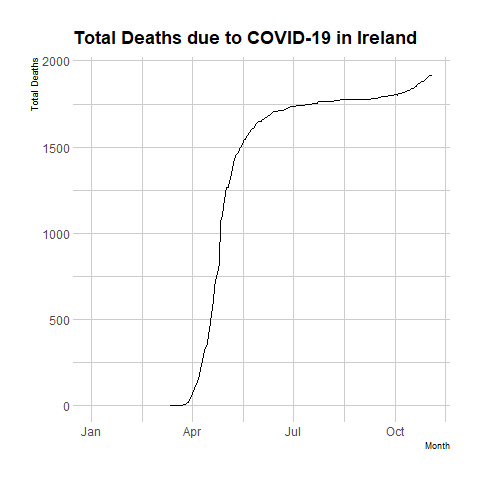 Total Deaths due to COVID-19 in Ireland
Total Deaths
2000
1500
1000
500
0
Jan Apr Jul Oct
Month